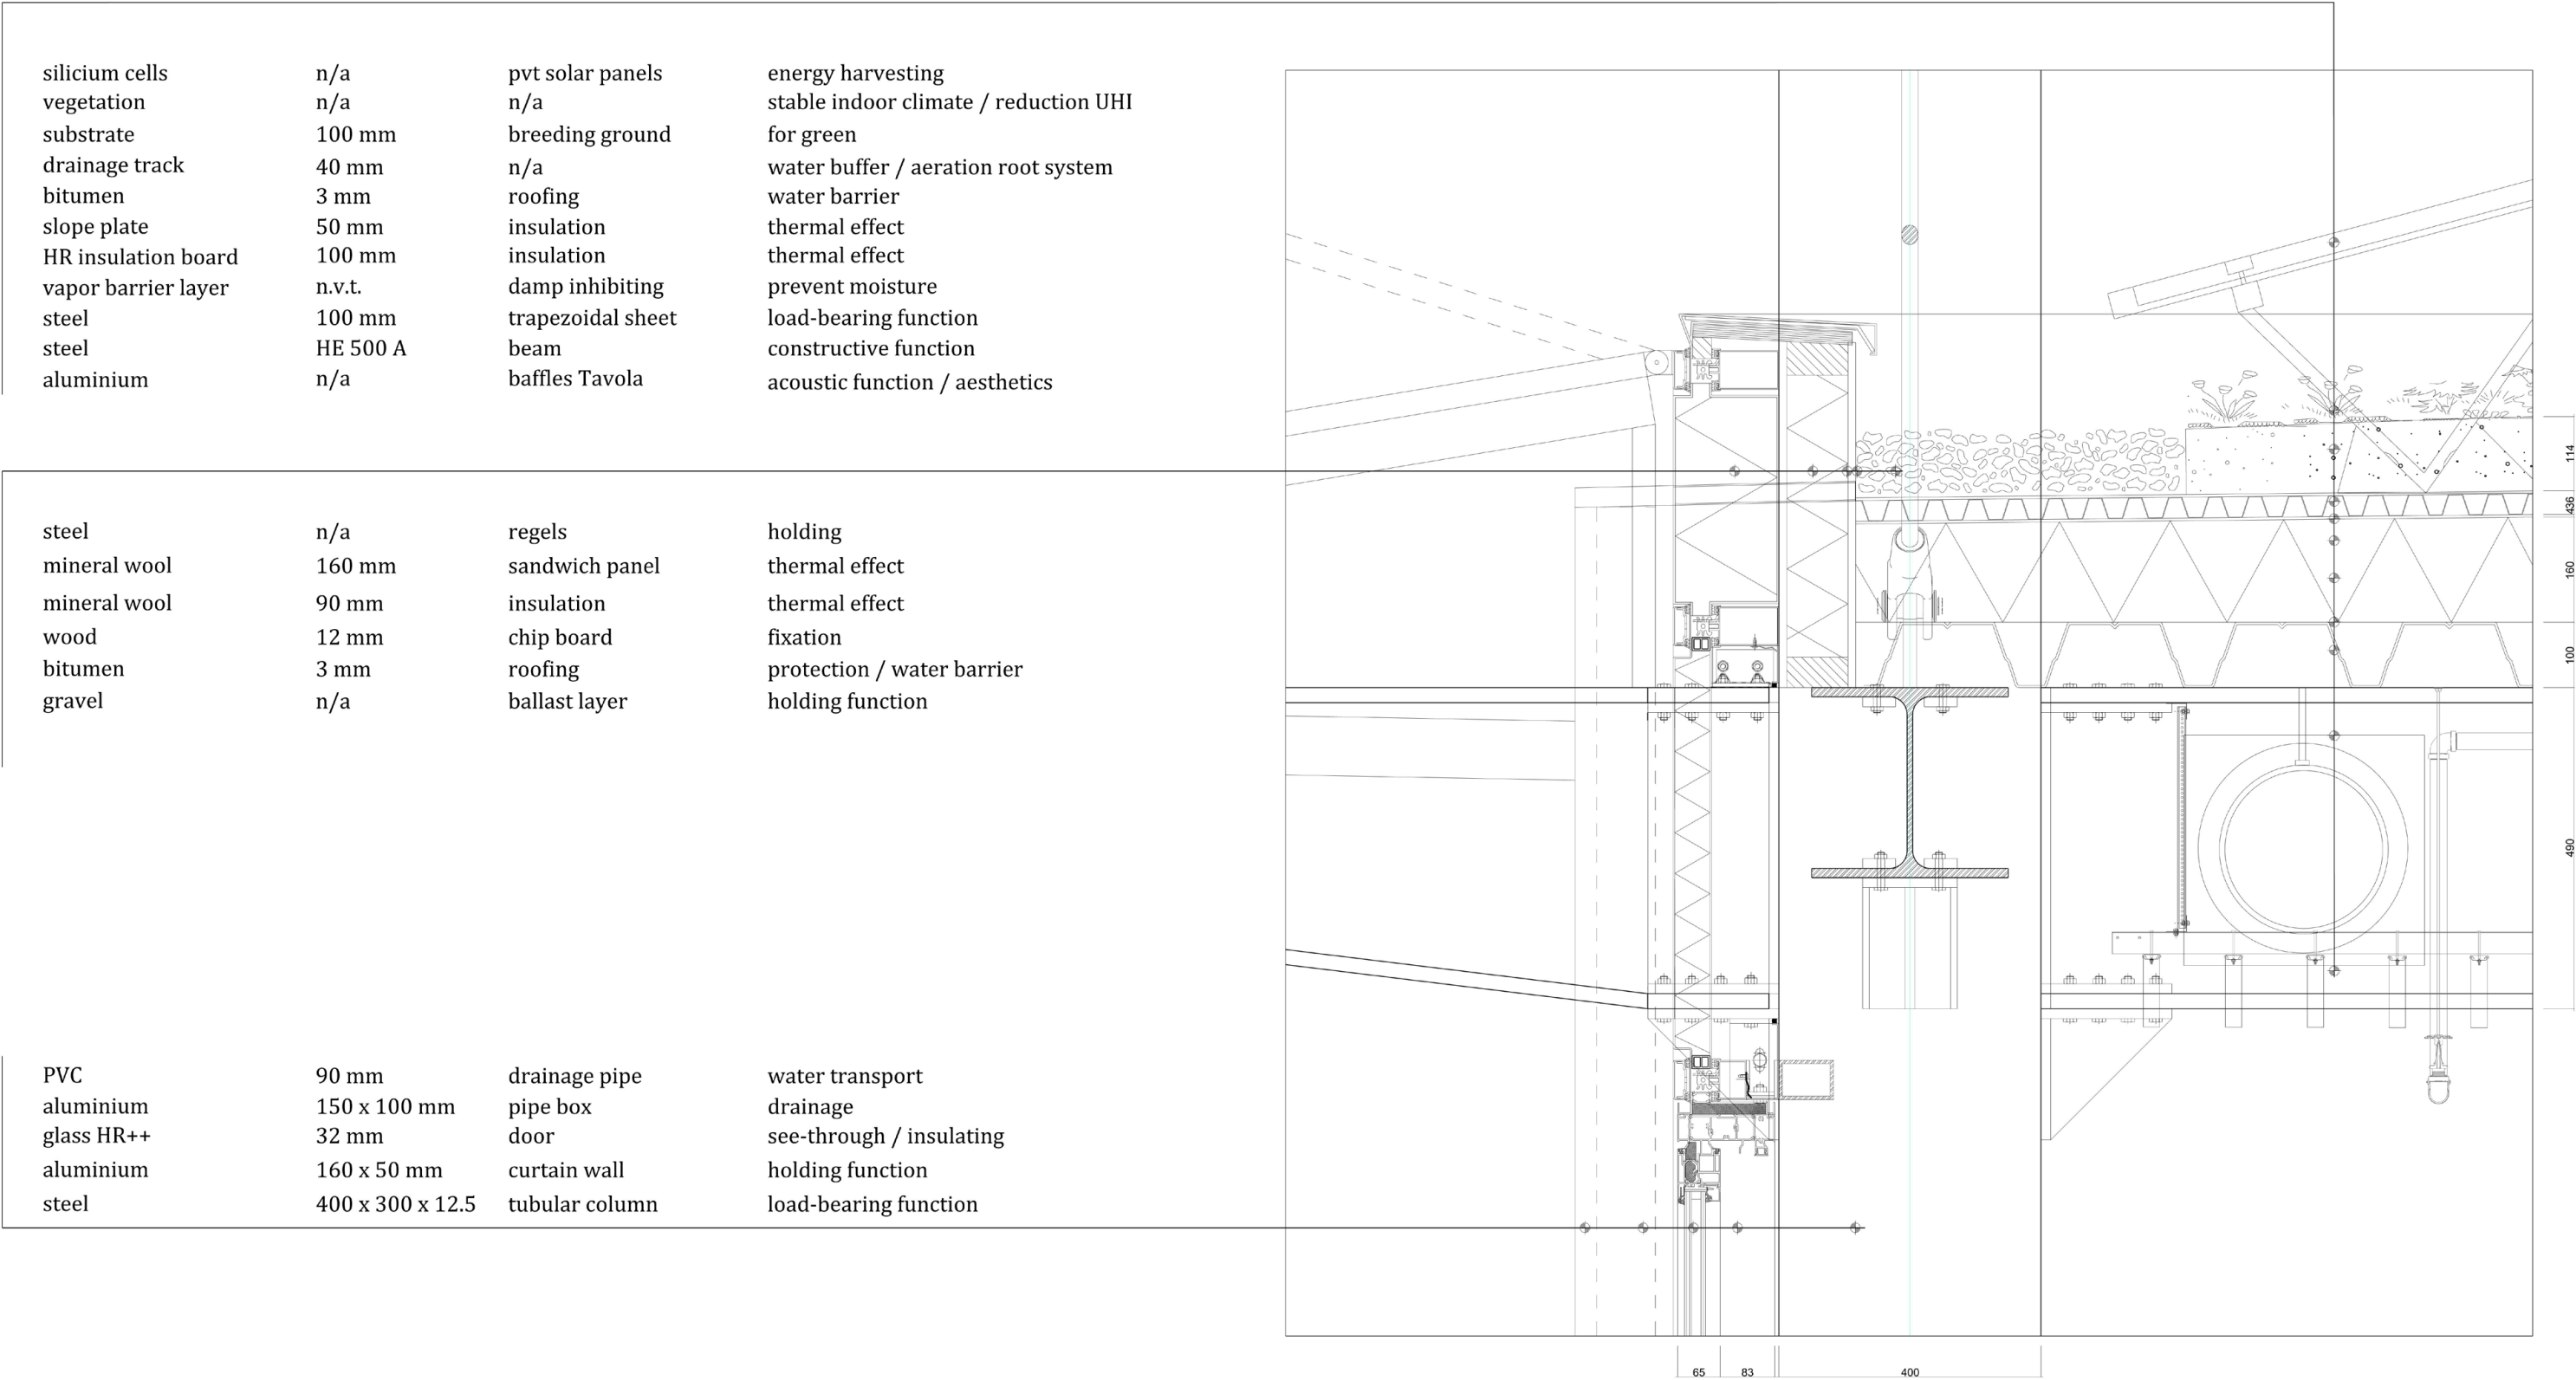 silicium cells n/a pvt solar panels energy harvesting
vegetation n/a n/a stable indoor climate / reduction UHI
substrate 100 mm breeding ground for green
drainage track 40 mm n/a water buffer / aeration root system
bitumen 3 mm roofing water barrier
slope plate 50 mm insulation thermal effect
HR insulation board 100 mm insulation thermal effect
vapor barrier layer n.v.t. damp inhibiting prevent moisture
steel 100 mm trapezoidal sheet load-bearing function
steel HE 500 A beam constructive function
aluminium n/a baffles Tavola acoustic function / aesthetics
steel n/a regels holding
mineral wool 160 mm sandwich panel thermal effect
mineral wool 90 mm insulation thermal effect
wood 12 mm chip board fixation
bitumen 3 mm roofing protection / water barrier
gravel n/a ballast layer holding function
PVC 90 mm drainage pipe water transport
aluminium 150 x 100 mm pipe box drainage
glass HR++ 32 mm door see-through / insulating
aluminium 160 x 50 mm curtain wall holding function
steel 400 x 300 x 12.5 tubular column load-bearing function
114
436
160
100
490
65 83 400